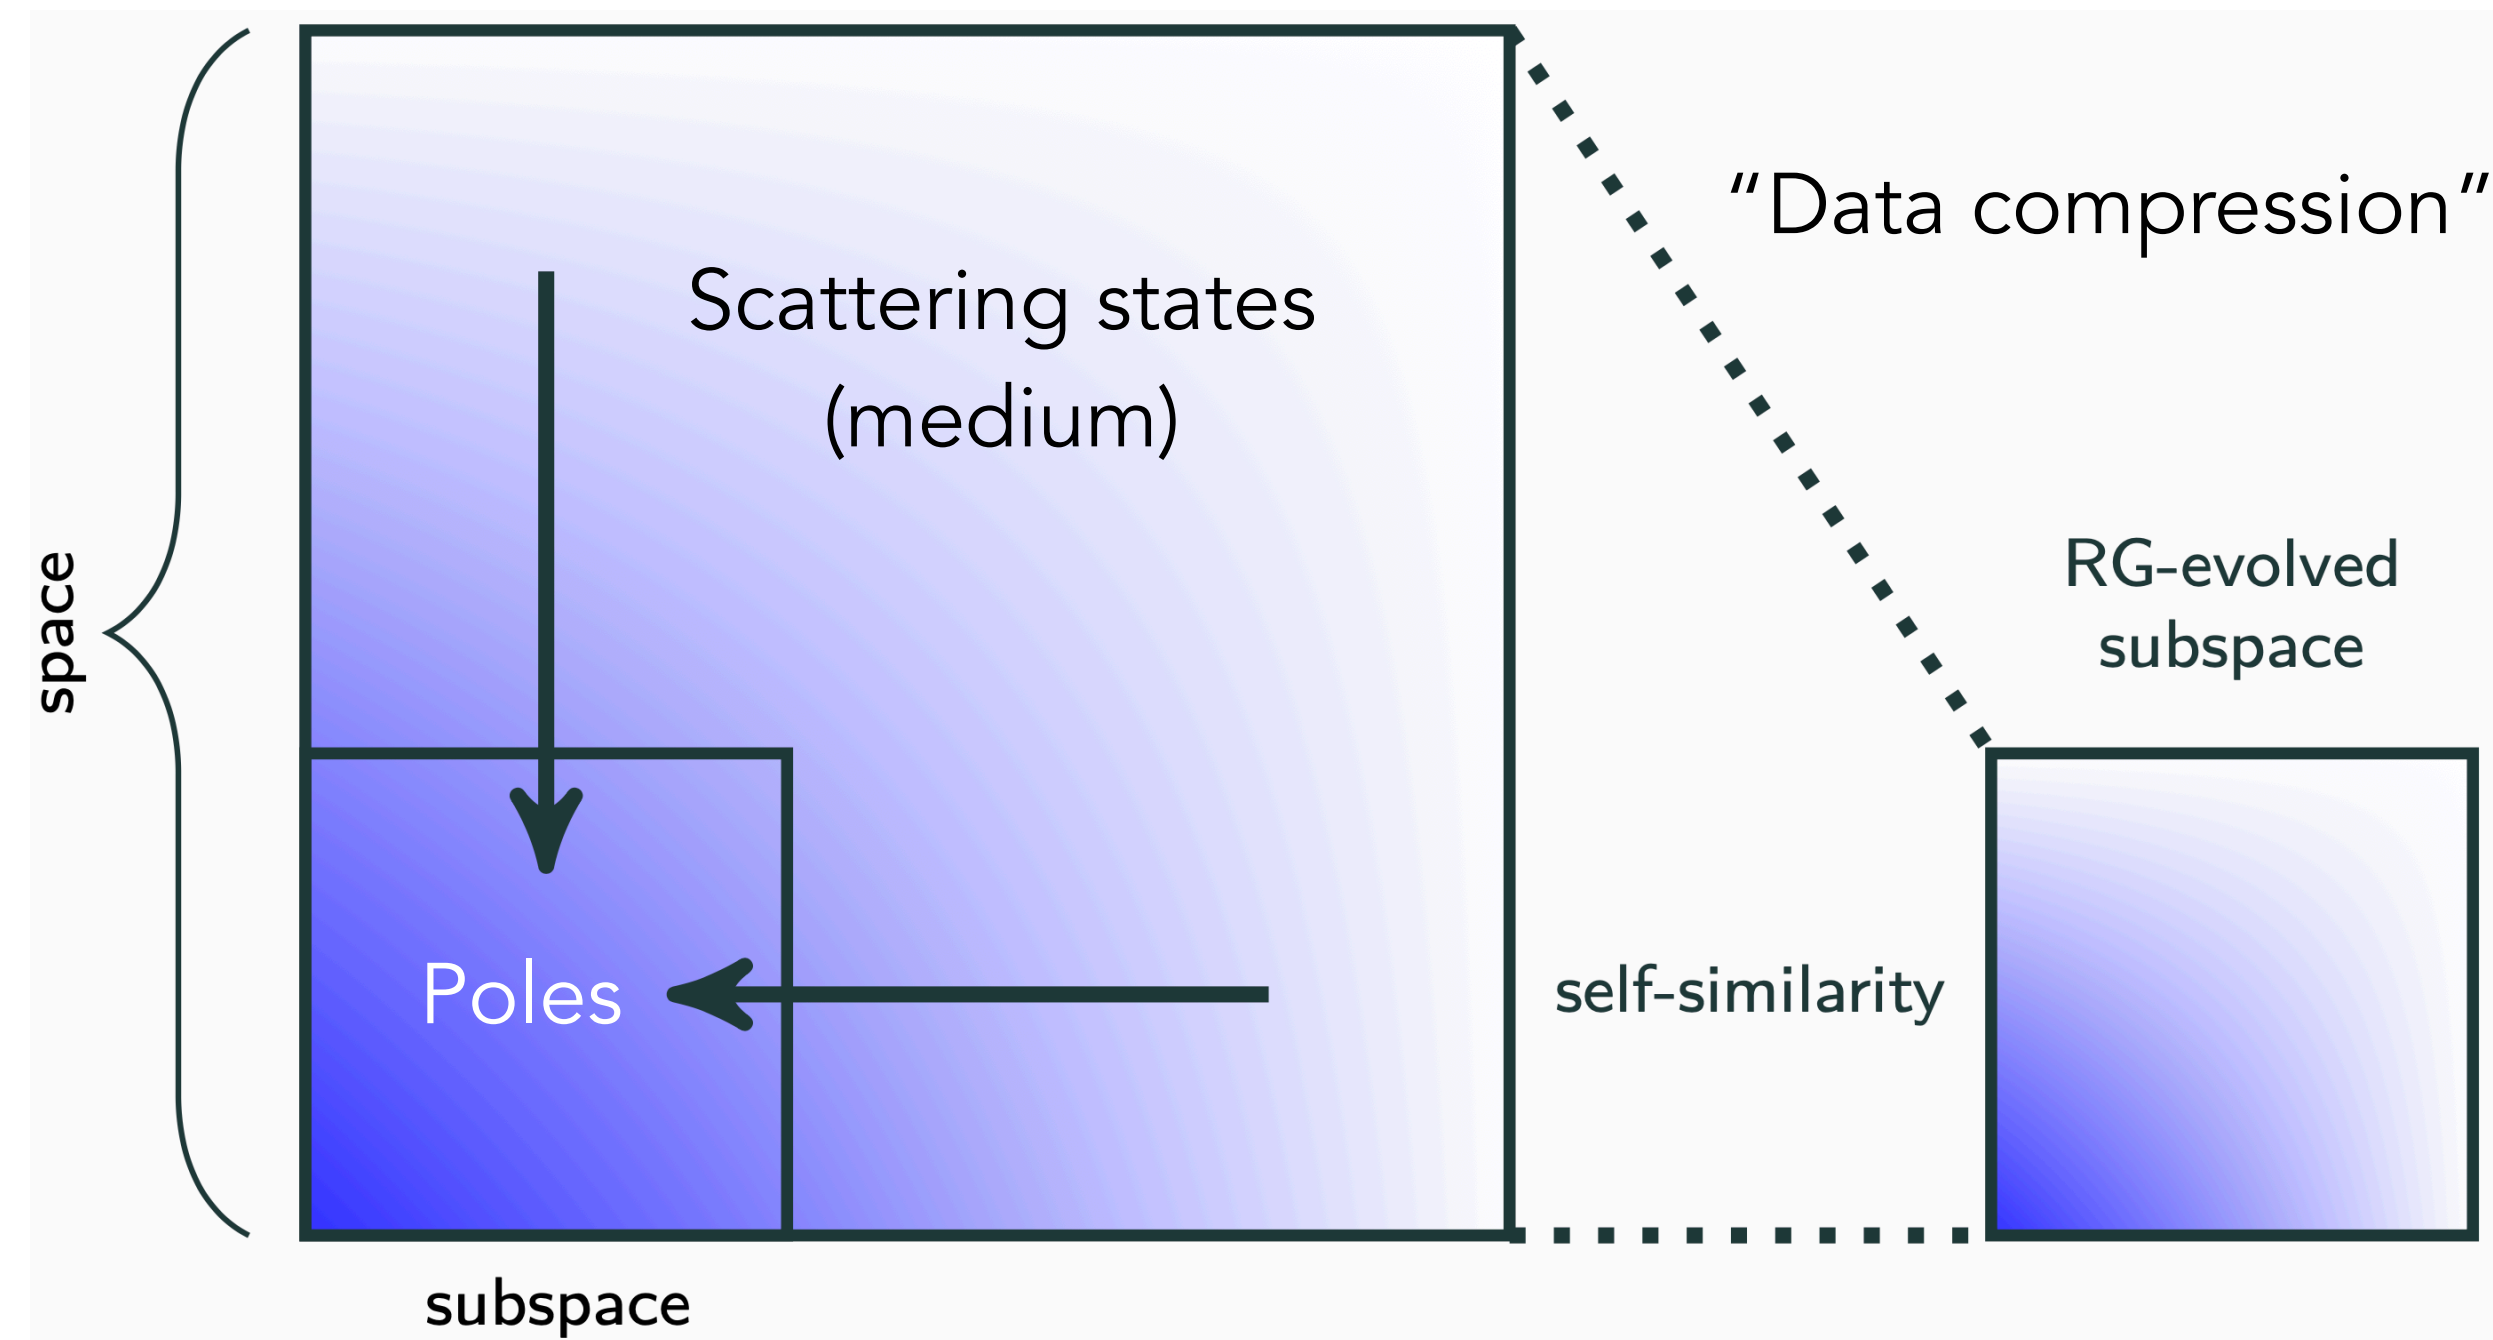 space
Scattering states
(medium)
Poles
subspace
“Data compression”
RG-evolved
subspace
self-similarity